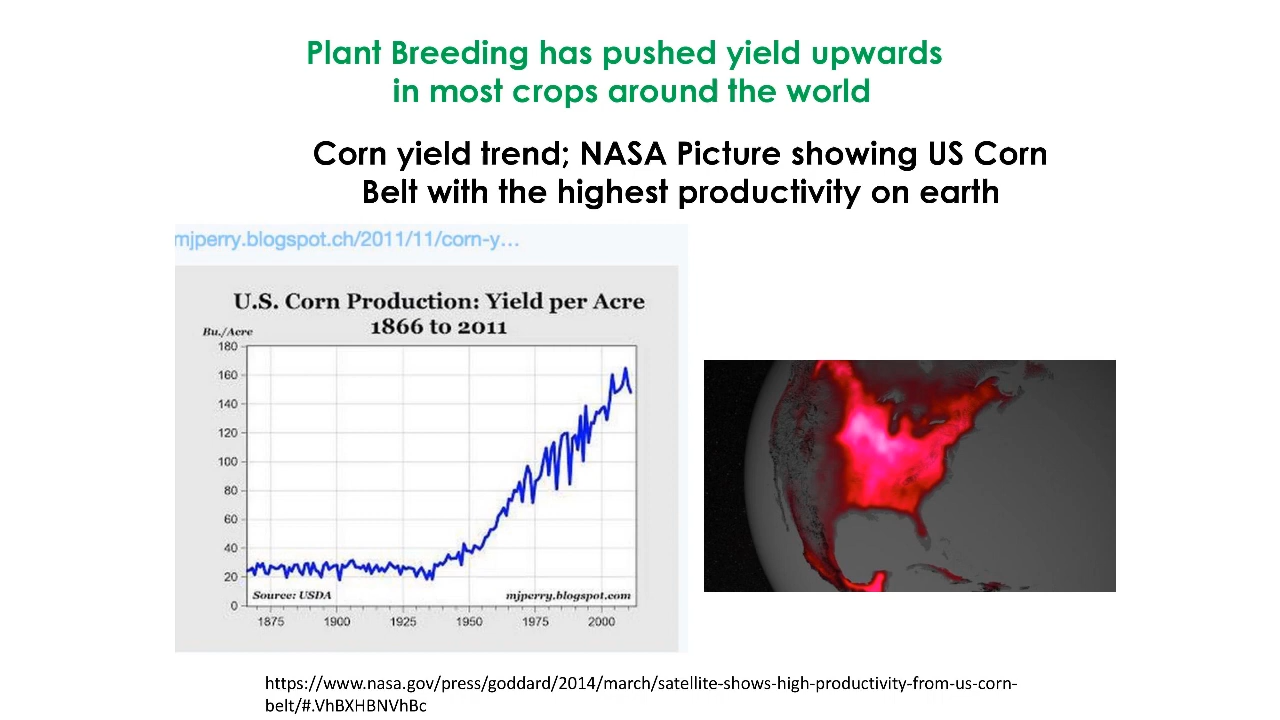 Plant Breeding has pushed yield upwards
in most crops around the world
Corn yield trend; NASA Picture showing US Corn
Belt with the highest productivity on earth
mjperry.blogspot.ch/2011/11/corn-y...
U.S. Corn Production: Yield per Acre
1866 to 2011
Bu./Acre
180
160
140
120
100
80
60
40
20
0
Source: USDA
mjperry.blogspot.com
1875 1900 1925 1950 1975 2000
https://www.nasa.gov/press/goddard/2014/march/satellite-shows-high-productivity-from-us-corn-
belt/#.VhBXHBNVhBc